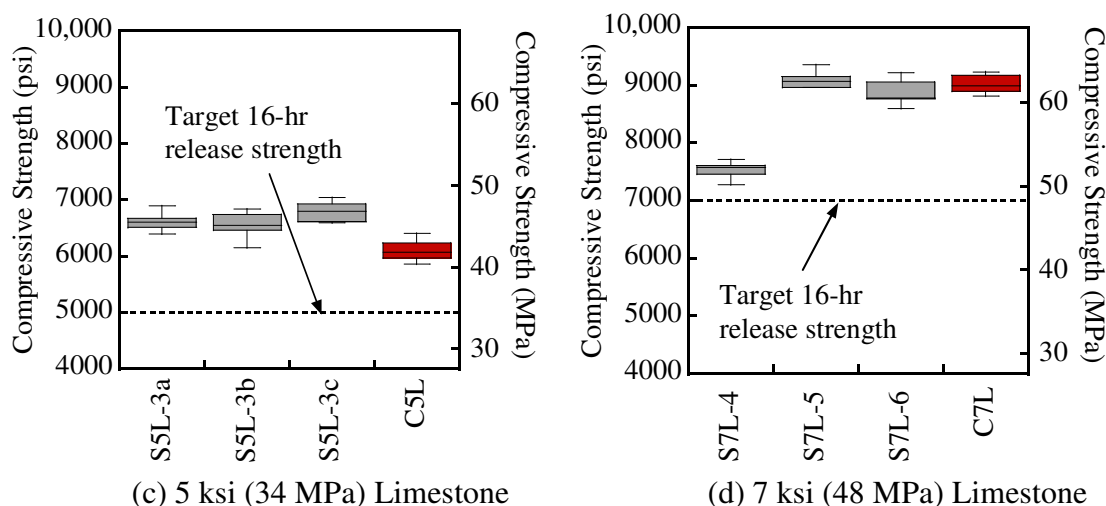 Compressive Strength (psi)
10,000
9000
8000
7000
6000
5000
4000
Target 16-hr
release strength
60
50
40
30
Compressive Strength (MPa)
S5L-3a
S5L-3b
S5L-3c
C5L
(c) 5 ksi (34 MPa) Limestone
Compressive Strength (psi)
10,000
9000
8000
7000
6000
5000
4000
Target 16-hr
release strength
60
50
40
30
Compressive Strength (MPa)
S7L-4
S7L-5
S7L-6
C7L
(d) 7 ksi (48 MPa) Limestone